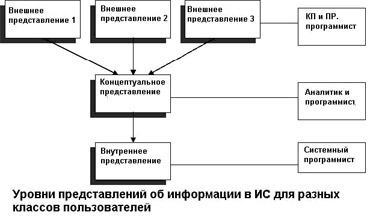 Внешнее
представление 1
Внешнее
представление 2
Внешнее
представление 3
КП и ПР.
программист
Концептуальное
представление
Аналитик и
программист
Внутреннее
представление
Системный
программист
Уровни представлений об информации в ИС для разных
классов пользователей